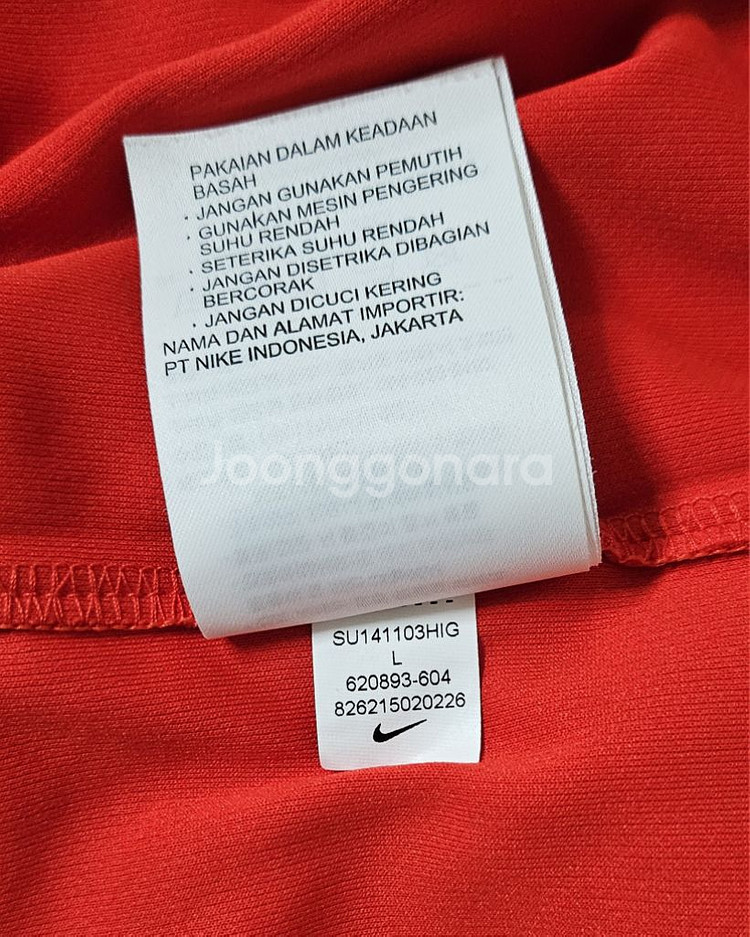 PAKAIAN DALAM KEADAAN
BASAH
· JANGAN GUNAKAN PEMUTIH
· GUNAKAN MESIN PENGERING
SUHU RENDAH
· SETERIKA SUHU RENDAH
· JANGAN DISETRIKA DIBAGIAN
BERCORAK
· JANGAN DICUCI KERING
NAMA DAN ALAMAT IMPORTIR:
PT NIKE INDONESIA, JAKARTA
Joonggonara
SU141103HIG
L
620893-604
826215020226